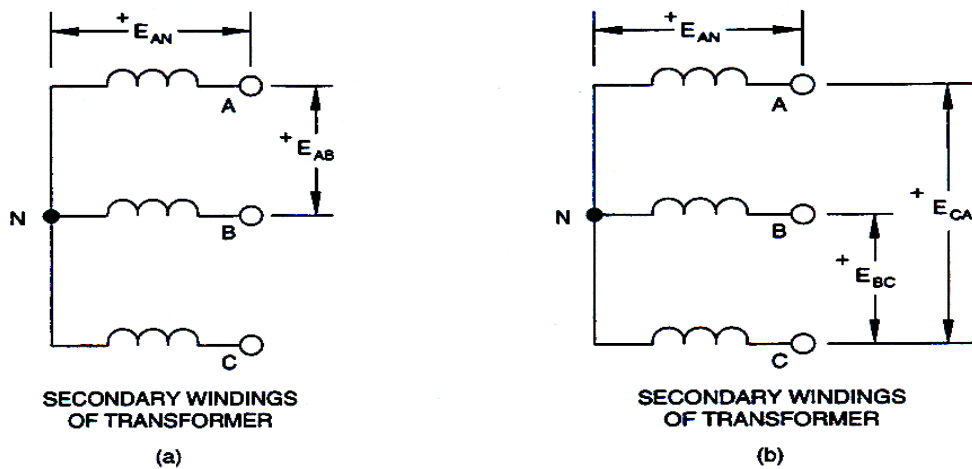 + E_AN
A
+ E_AB
N
B
C
SECONDARY WINDINGS
OF TRANSFORMER
(a)
+ E_AN
A
+ E_CA
N
B
+ E_BC
C
SECONDARY WINDINGS
OF TRANSFORMER
(b)